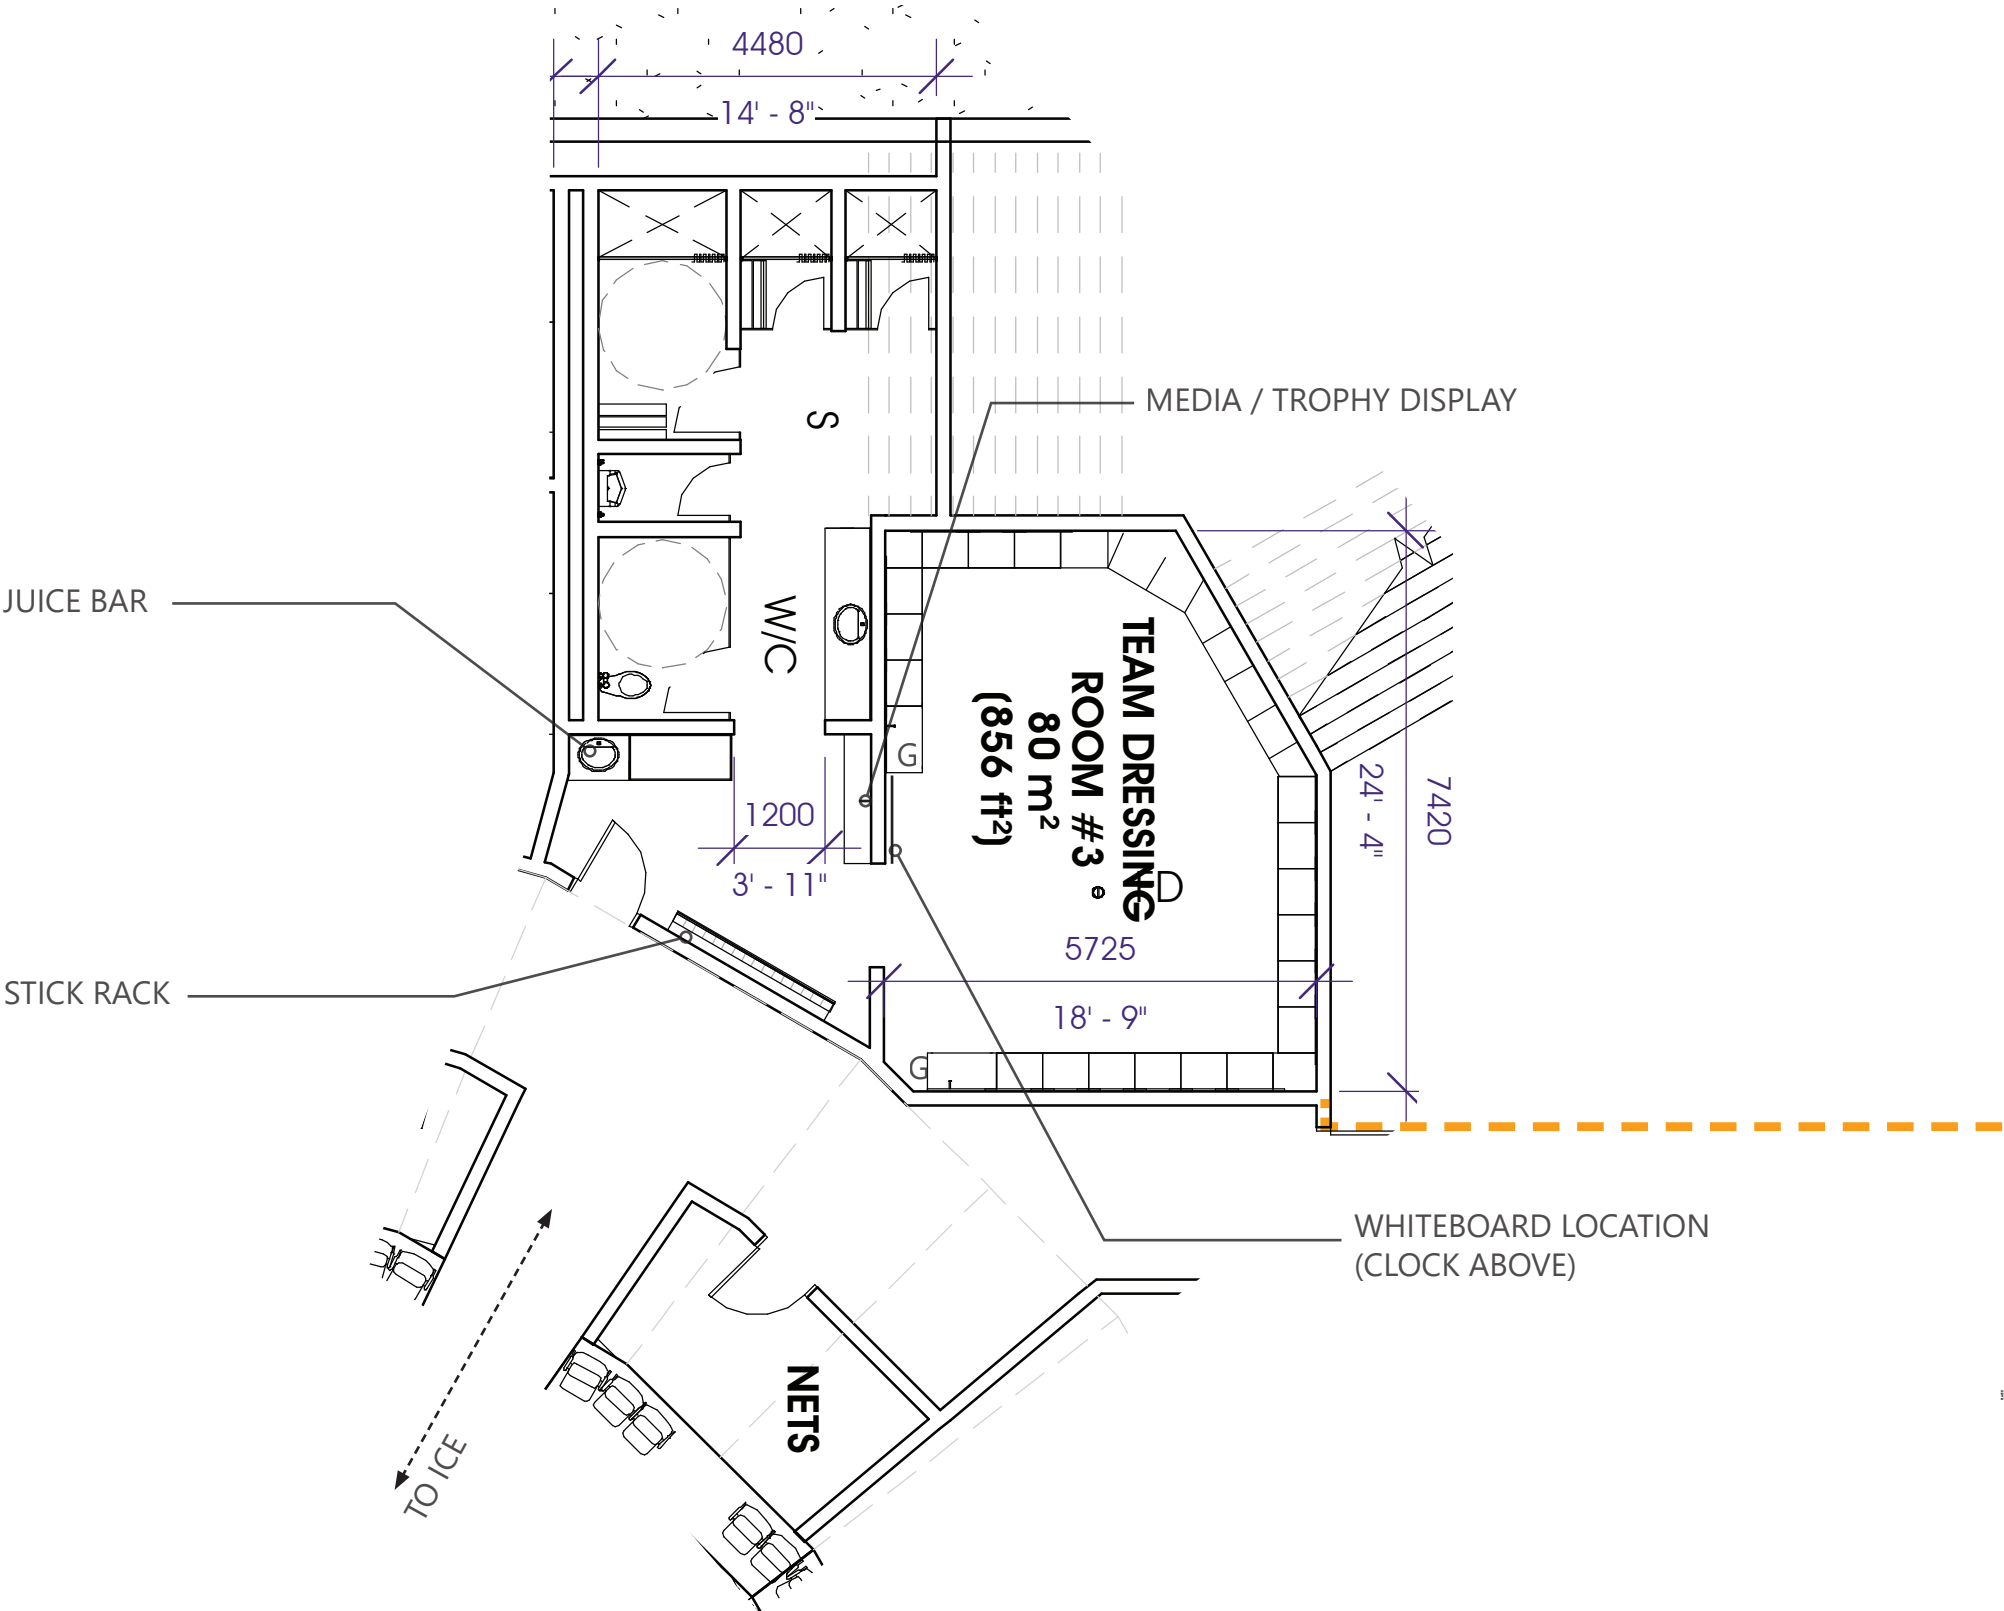 4480
14' - 8"
MEDIA / TROPHY DISPLAY
S
JUICE BAR
W/C
TEAM DRESSING
ROOM #3
80 m²
(856 ft²)
G
7420
24' - 4"
1200
3' - 11"
D
5725
18' - 9"
STICK RACK
G
WHITEBOARD LOCATION
(CLOCK ABOVE)
NETS
TO ICE